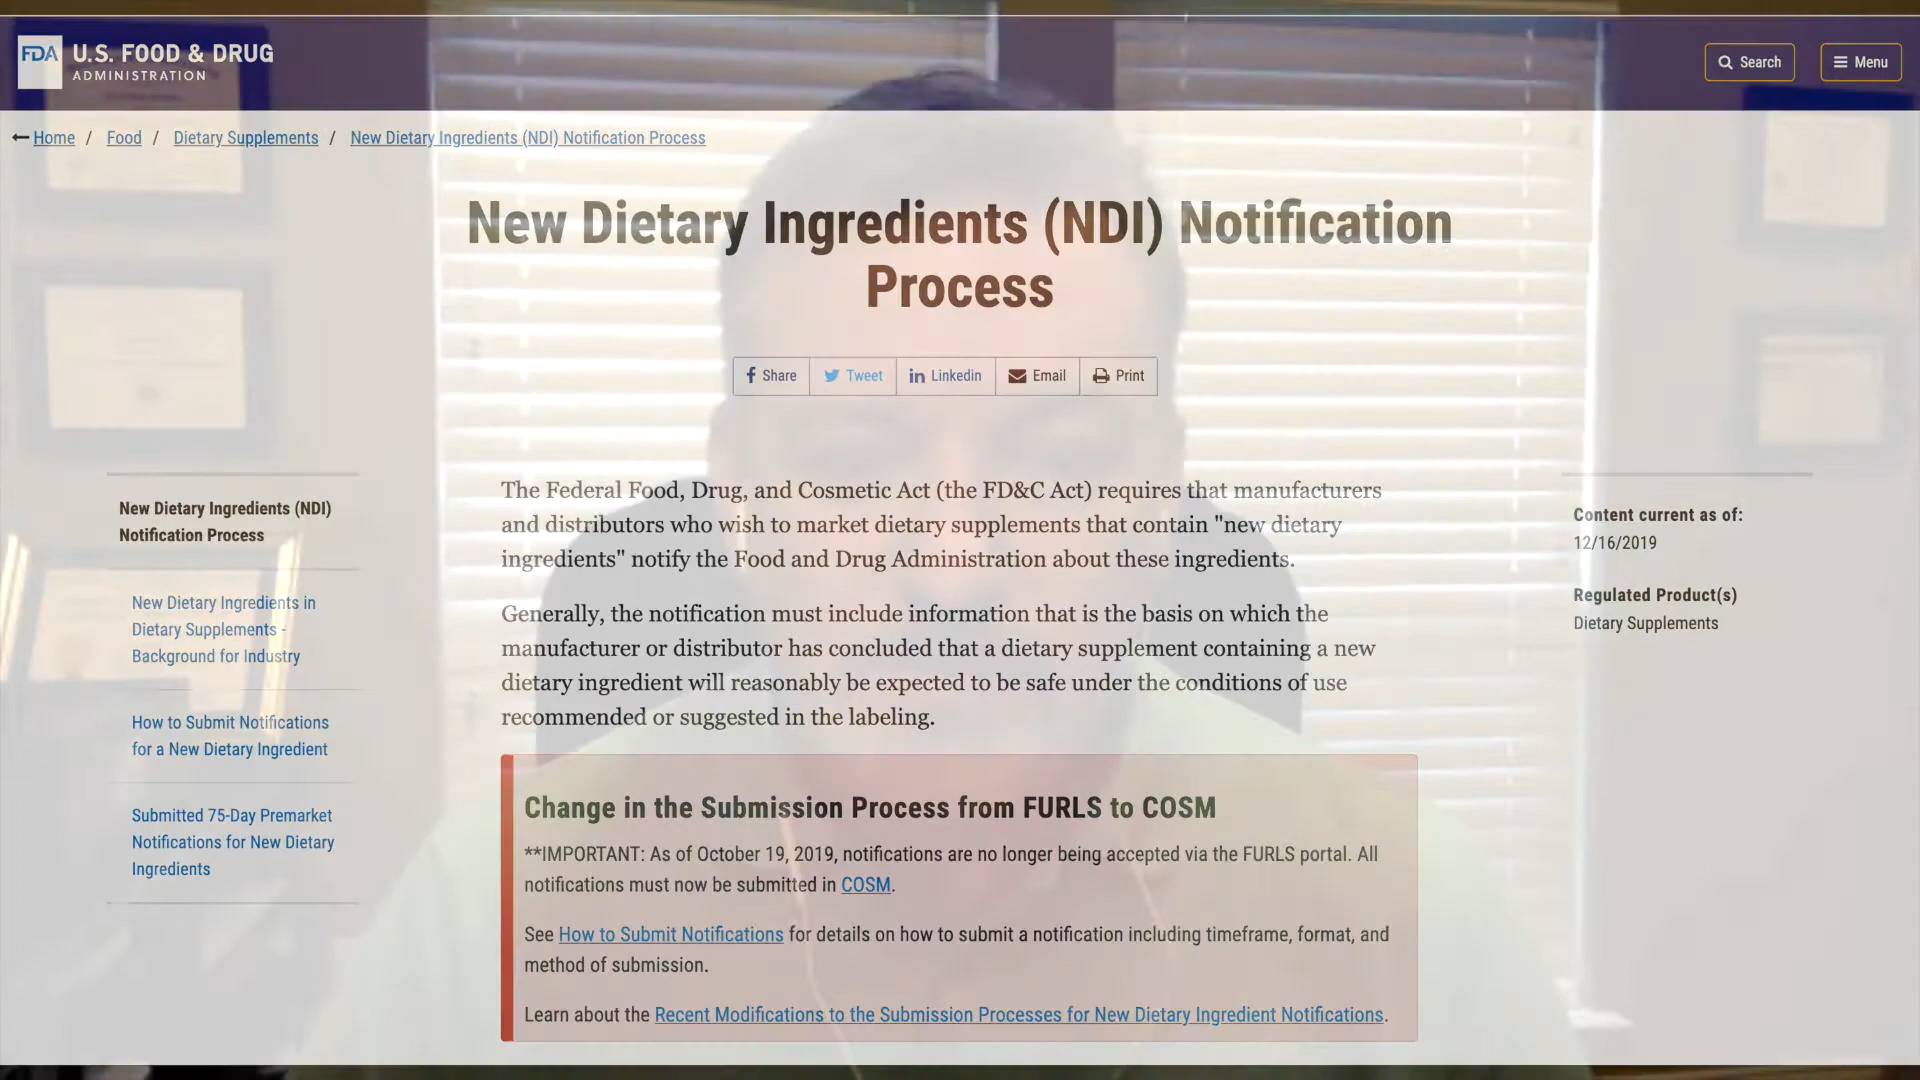 FDA U.S. FOOD & DRUG
ADMINISTRATION
Search
Menu
Home / Food / Dietary Supplements / New Dietary Ingredients (NDI) Notification Process
New Dietary Ingredients (NDI) Notification
Process
Share
Tweet
Linkedin
Email
Print
New Dietary Ingredients (NDI)
Notification Process
New Dietary Ingredients in
Dietary Supplements -
Background for Industry
How to Submit Notifications
for a New Dietary Ingredient
Submitted 75-Day Premarket
Notifications for New Dietary
Ingredients
The Federal Food, Drug, and Cosmetic Act (the FD&C Act) requires that manufacturers
and distributors who wish to market dietary supplements that contain "new dietary
ingredients" notify the Food and Drug Administration about these ingredients.
Generally, the notification must include information that is the basis on which the
manufacturer or distributor has concluded that a dietary supplement containing a new
dietary ingredient will reasonably be expected to be safe under the conditions of use
recommended or suggested in the labeling.
Change in the Submission Process from FURLS to COSM
**IMPORTANT: As of October 19, 2019, notifications are no longer being accepted via the FURLS portal. All
notifications must now be submitted in COSM.
See How to Submit Notifications for details on how to submit a notification including timeframe, format, and
method of submission.
Learn about the Recent Modifications to the Submission Processes for New Dietary Ingredient Notifications.
Content current as of:
12/16/2019
Regulated Product(s)
Dietary Supplements